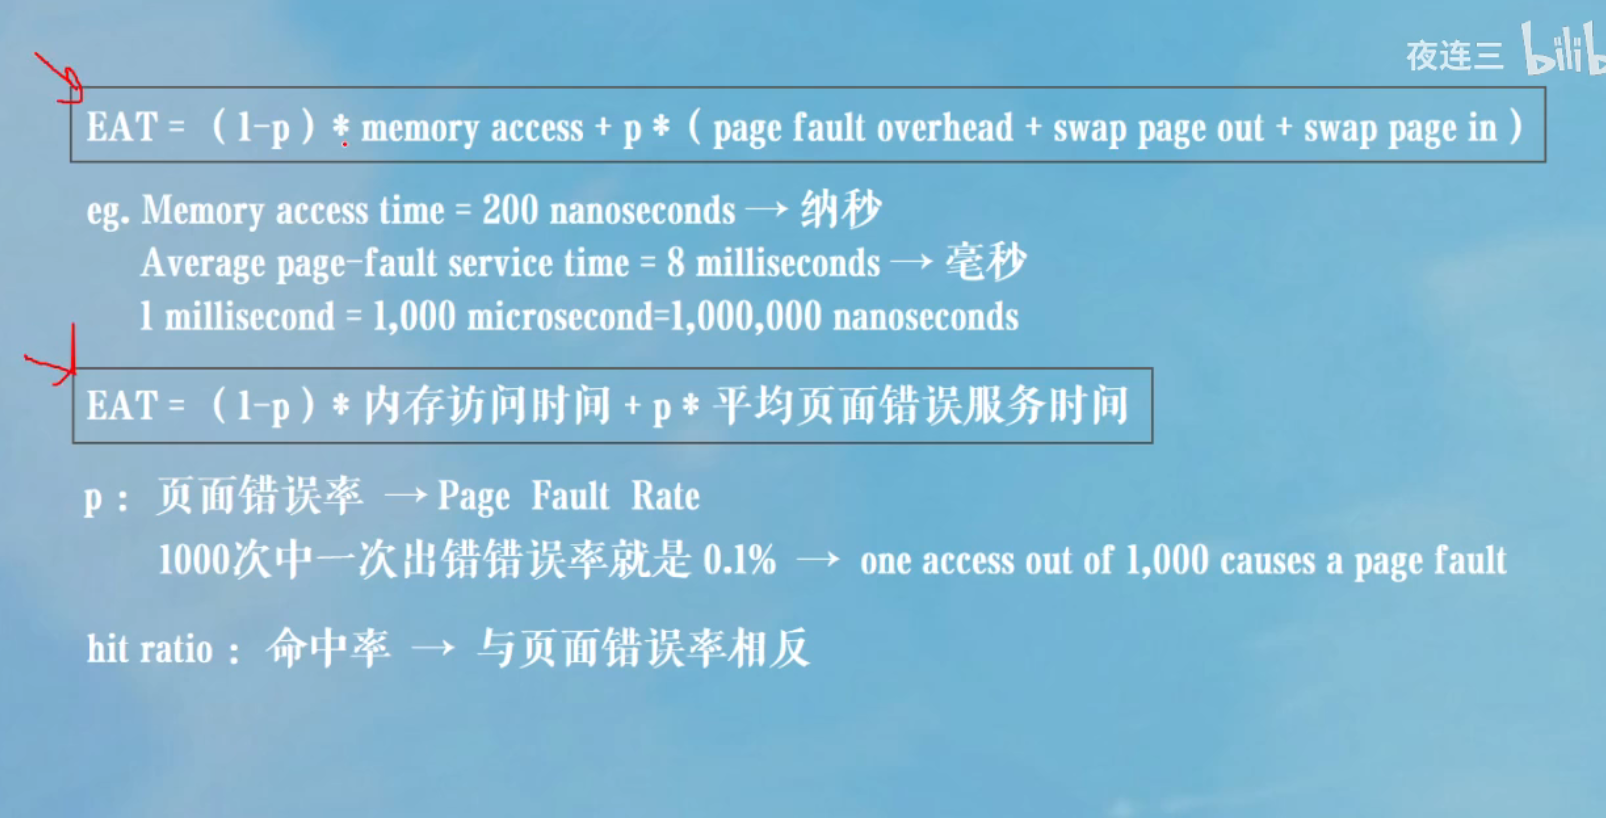 夜连三 bilib
EAT = （1-p）* memory access + p *（page fault overhead + swap page out + swap page in）
eg. Memory access time = 200 nanoseconds → 纳秒
Average page-fault service time = 8 milliseconds → 毫秒
1 millisecond = 1,000 microsecond=1,000,000 nanoseconds
EAT = （1-p）* 内存访问时间 + p * 平均页面错误服务时间
p： 页面错误率 → Page Fault Rate
1000次中一次出错错误率就是 0.1% → one access out of 1,000 causes a page fault
hit ratio： 命中率 → 与页面错误率相反